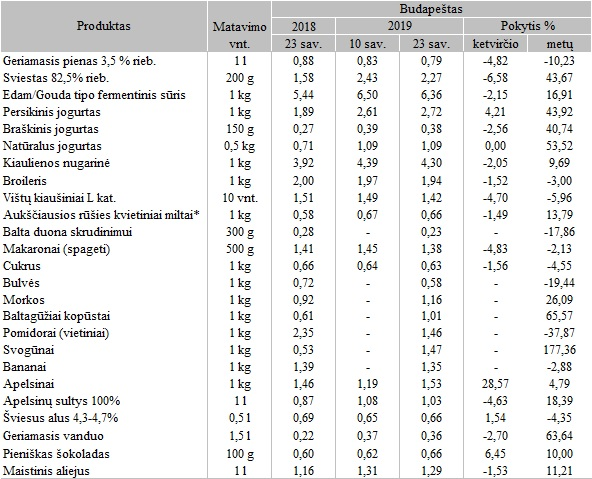 Produktas Matavimo vnt. Budapeštas
2018 2019 Pokytis %
23 sav. 10 sav. 23 sav. ketvirčio metų
Geriamasis pienas 3,5 % rieb. 1 l 0,88 0,83 0,79 -4,82 -10,23
Sviestas 82,5% rieb. 200 g 1,58 2,43 2,27 -6,58 43,67
Edam/Gouda tipo fermentinis sūris 1 kg 5,44 6,50 6,36 -2,15 16,91
Persikinis jogurtas 1 kg 1,89 2,61 2,72 4,21 43,92
Braškinis jogurtas 150 g 0,27 0,39 0,38 -2,56 40,74
Natūralus jogurtas 0,5 kg 0,71 1,09 1,09 0,00 53,52
Kiaulienos nugarinė 1 kg 3,92 4,39 4,30 -2,05 9,69
Broileris 1 kg 2,00 1,97 1,94 -1,52 -3,00
Vištų kiaušiniai L kat. 10 vnt. 1,51 1,49 1,42 -4,70 -5,96
Aukščiausios rūšies kvietiniai miltai* 1 kg 0,58 0,67 0,66 -1,49 13,79
Balta duona skrudinimui 300 g 0,28 - 0,23 - -17,86
Makaronai (spageti) 500 g 1,41 1,45 1,38 -4,83 -2,13
Cukrus 1 kg 0,66 0,64 0,63 -1,56 -4,55
Bulvės 1 kg 0,72 - 0,58 - -19,44
Morkos 1 kg 0,92 - 1,16 - 26,09
Baltagūžiai kopūstai 1 kg 0,61 - 1,01 - 65,57
Pomidorai (vietiniai) 1 kg 2,35 - 1,46 - -37,87
Svogūnai 1 kg 0,53 - 1,47 - 177,36
Bananai 1 kg 1,39 - 1,35 - -2,88
Apelsinai 1 kg 1,46 1,19 1,53 28,57 4,79
Apelsinų sultys 100% 1 l 0,87 1,08 1,03 -4,63 18,39
Šviesus alus 4,3-4,7% 0,5 l 0,69 0,65 0,66 1,54 -4,35
Geriamasis vanduo 1,5 l 0,22 0,37 0,36 -2,70 63,64
Pieniškas šokoladas 100 g 0,60 0,62 0,66 6,45 10,00
Maistinis aliejus 1 l 1,16 1,31 1,29 -1,53 11,21